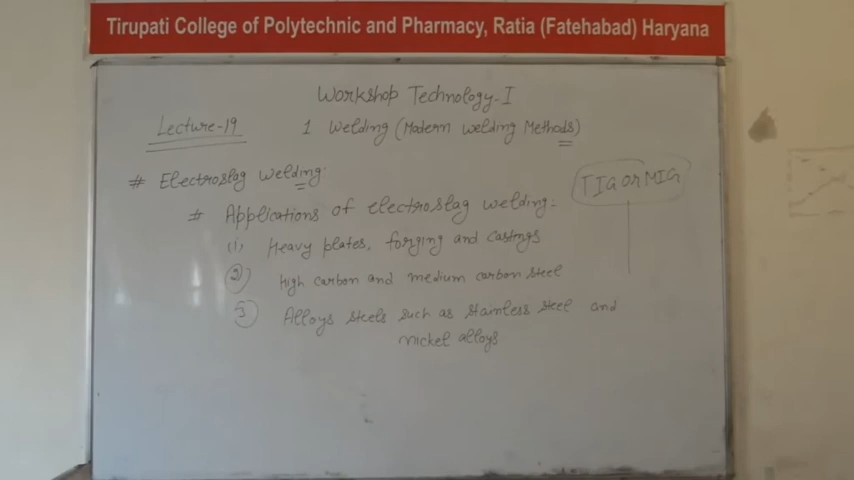 Tirupati College of Polytechnic and Pharmacy, Ratia (Fatehabad) Haryana
Workshop Technology-I
Lecture-19
1 Welding (Modern welding Methods)
# Electroslag welding:
TIG or MIG
# Applications of electroslag welding:
(1) Heavy plates, forging and castings
(2) High carbon and medium carbon steel
(3) Alloys steels such as stainless steel and
nickel alloys